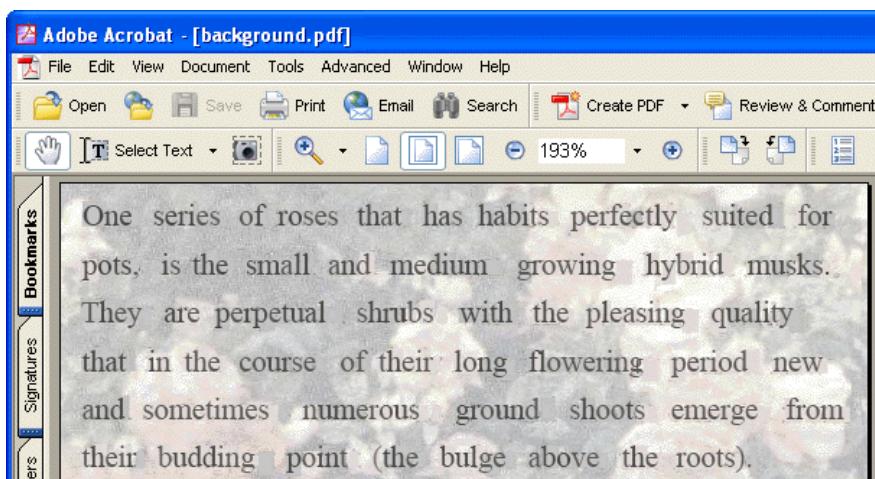 Adobe Acrobat - [background.pdf]
File Edit View Document Tools Advanced Window Help
Open Save Print Email Search Create PDF Review & Comment
Select Text 193%
Bookmarks
Signatures
One series of roses that has habits perfectly suited for
pots, is the small and medium growing hybrid musks.
They are perpetual shrubs with the pleasing quality
that in the course of their long flowering period new
and sometimes numerous ground shoots emerge from
their budding point (the bulge above the roots).